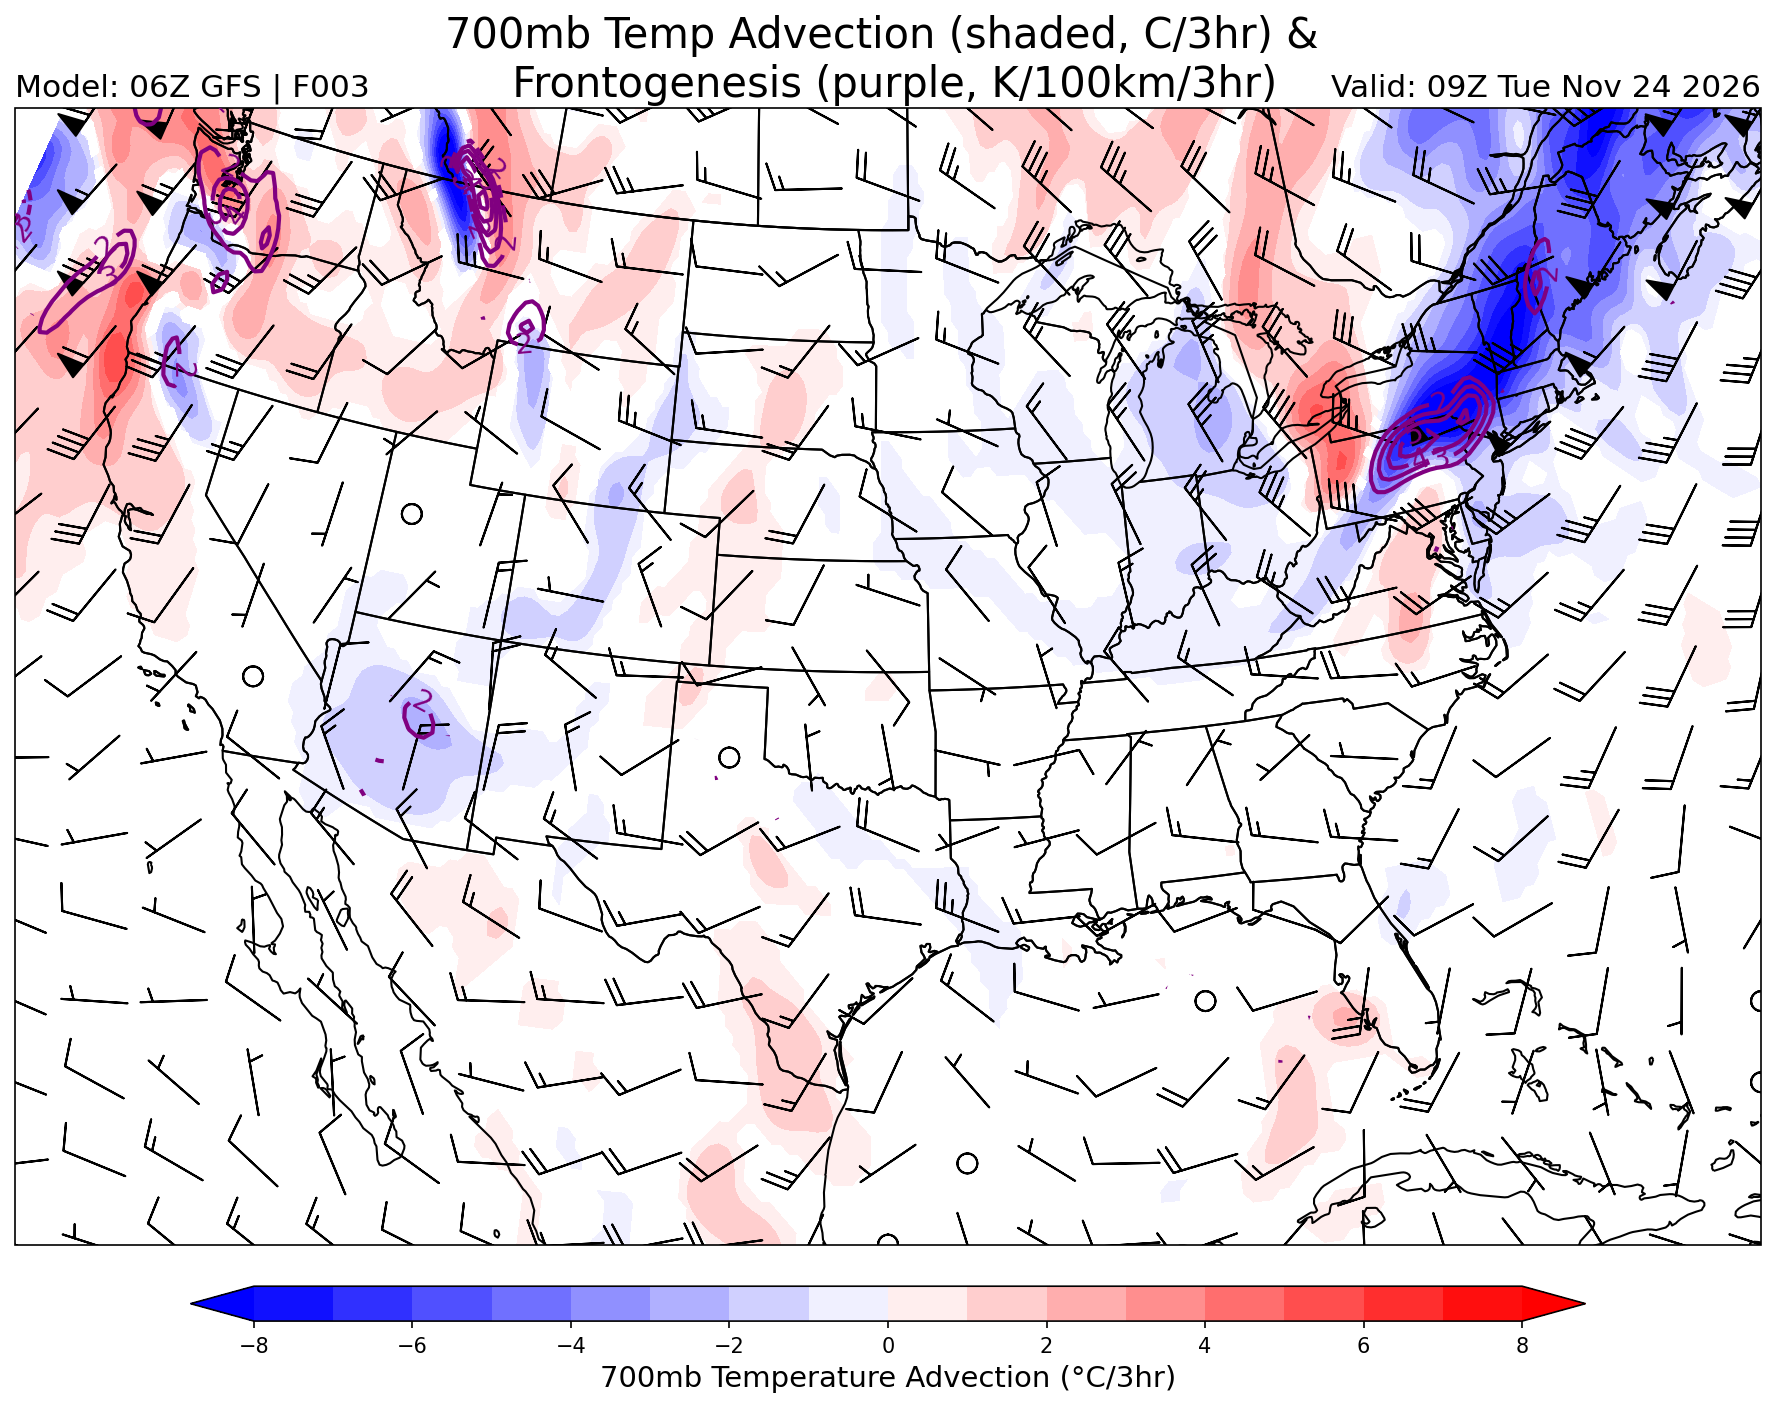 700mb Temp Advection (shaded, C/3hr) &
Model: 06Z GFS | F003
Frontogenesis (purple, K/100km/3hr)
Valid: 09Z Tue Nov 24 2026
−8 −6 −4 −2 0 2 4 6 8
700mb Temperature Advection (°C/3hr)